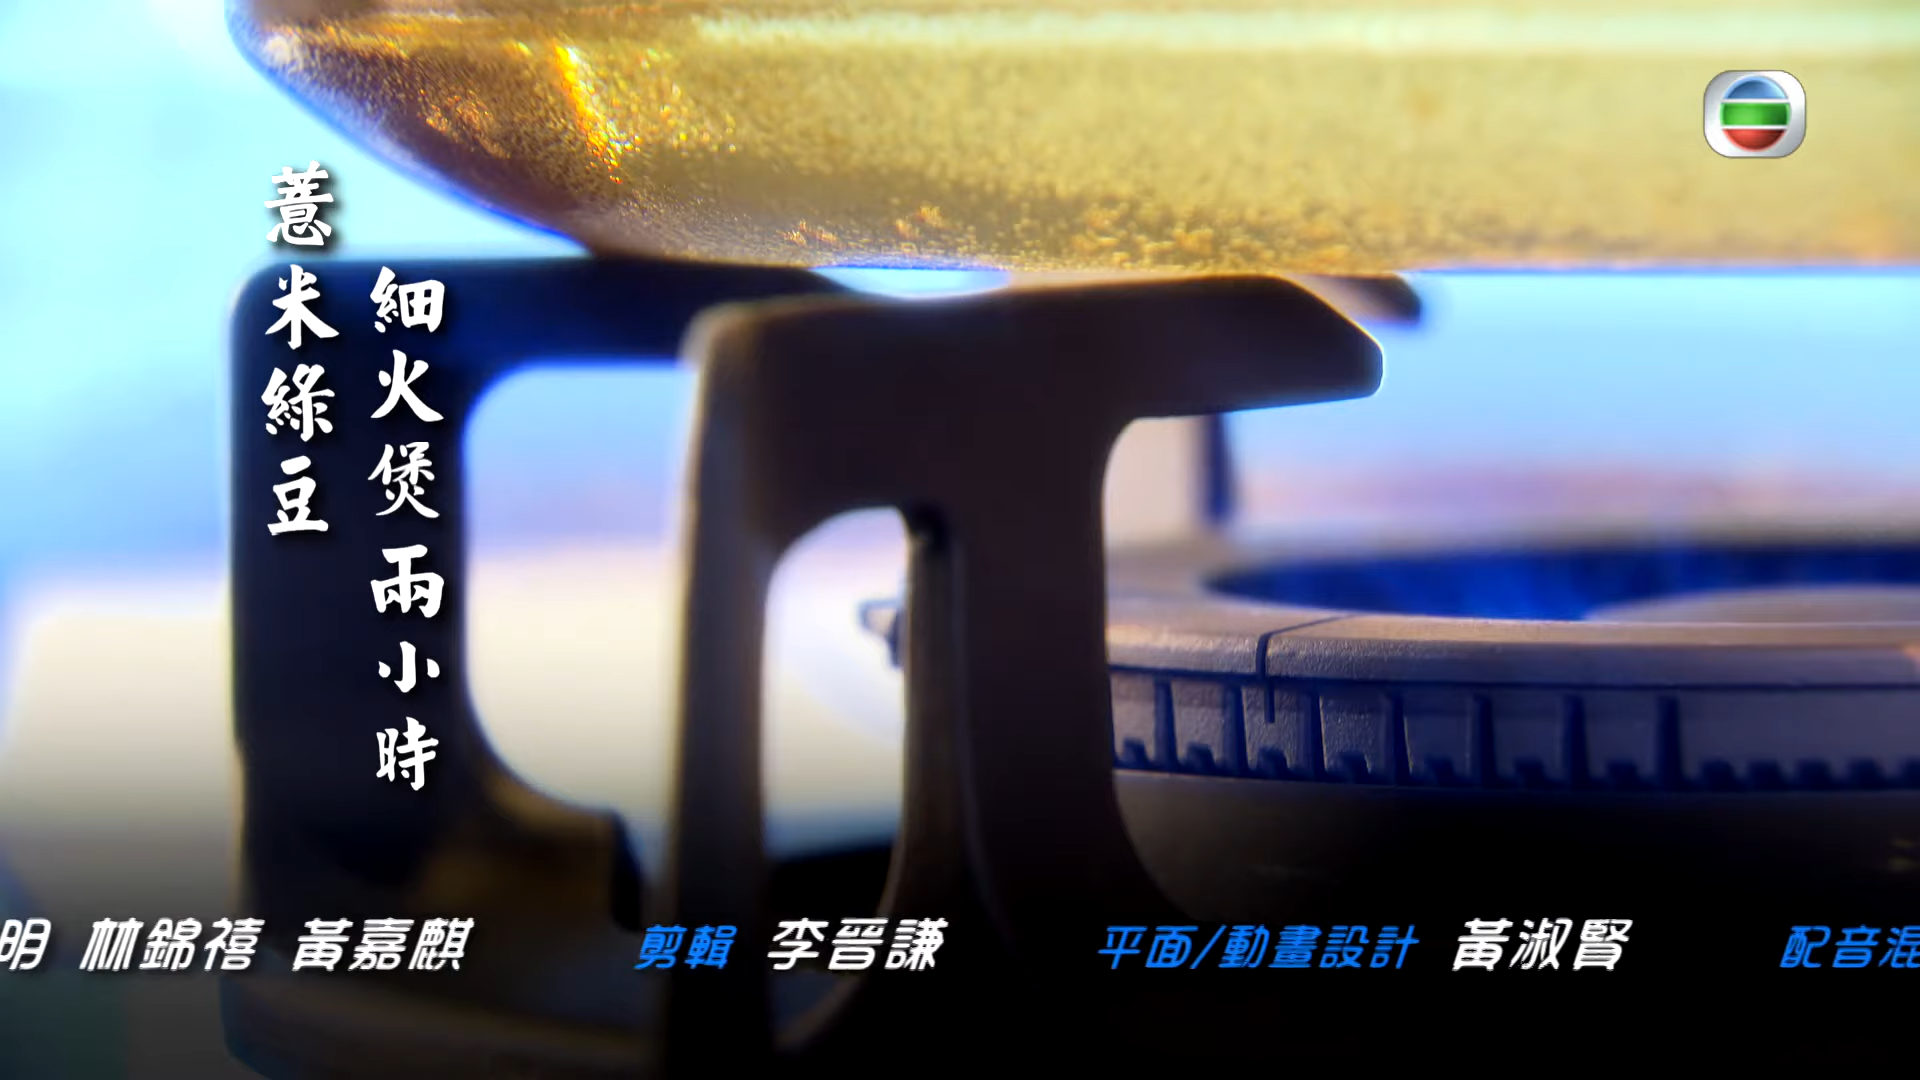 細火煲兩小時
薏米綠豆
明 林錦禧 黃嘉麒 剪輯 李晉謙 平面/動畫設計 黃淑賢 配音混